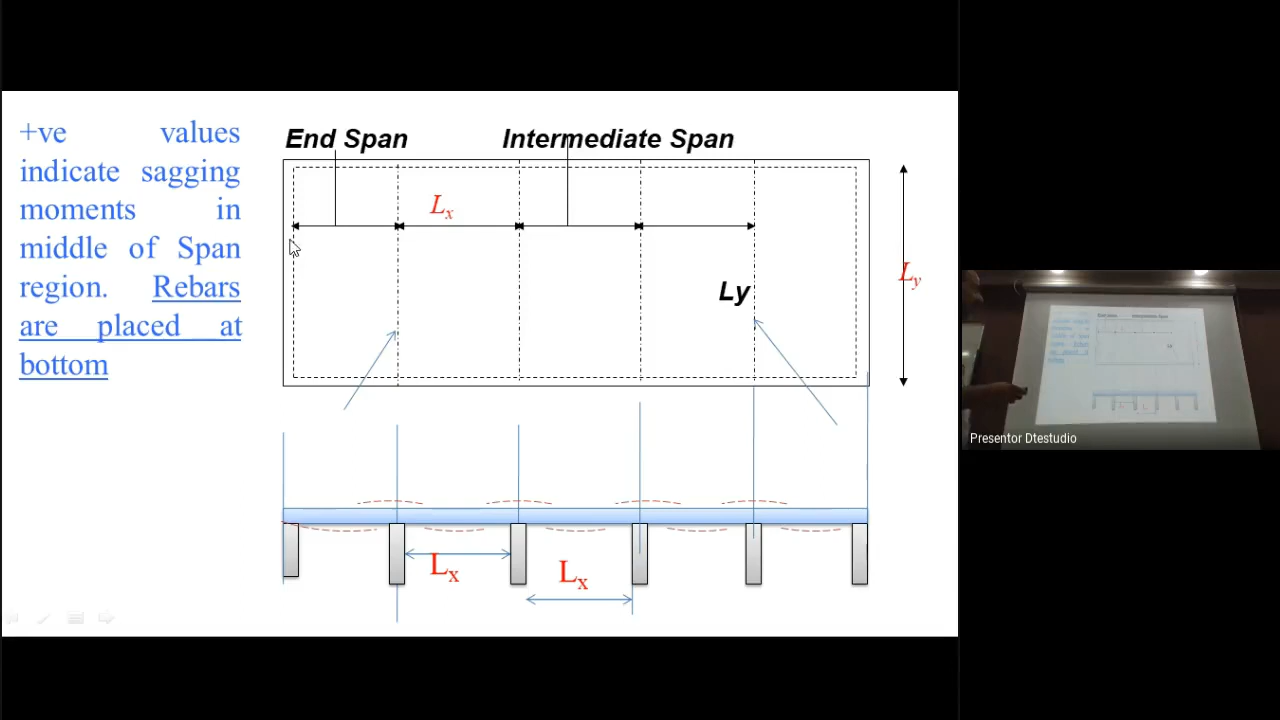 +ve values
indicate sagging
moments in
middle of Span
region. Rebars
are placed at
bottom
End Span
Intermediate Span
Lx
Ly
Ly
Lx
Lx
Presentor Dtestudio